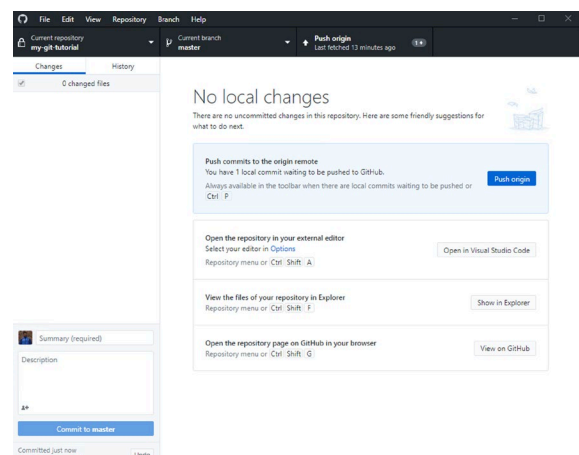 File Edit View Repository Branch Help
Current repository
my-git-tutorial
Current branch
master
Push origin
Last fetched 13 minutes ago
1
Changes History
0 changed files
No local changes
There are no uncommitted changes in this repository. Here are some friendly suggestions for
what to do next.
Push commits to the origin remote
You have 1 local commit waiting to be pushed to GitHub.
Always available in the toolbar when there are local commits waiting to be pushed or
Ctrl P
Push origin
Open the repository in your external editor
Select your editor in Options
Repository menu or Ctrl Shift A
Open in Visual Studio Code
View the files of your repository in Explorer
Repository menu or Ctrl Shift F
Show in Explorer
Open the repository page on GitHub in your browser
Repository menu or Ctrl Shift G
View on GitHub
Summary (required)
Description
Commit to master
Committed just now
Undo